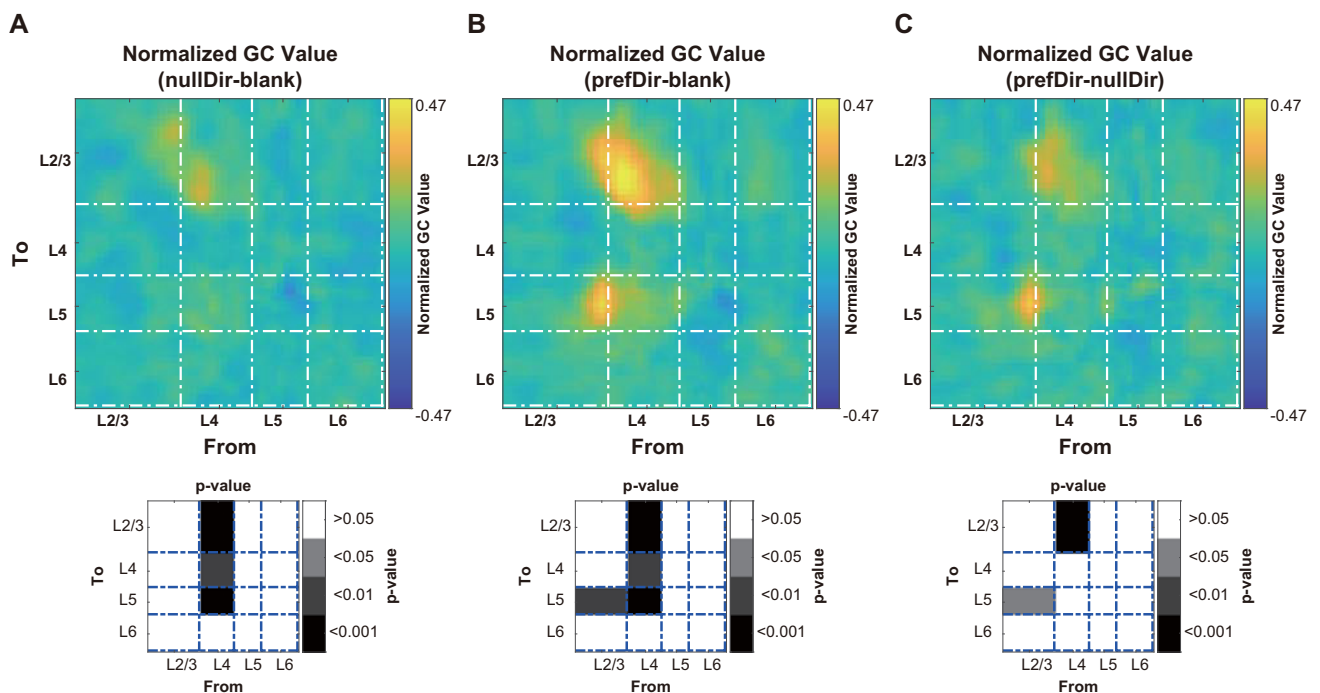 A
Normalized GC Value
(nullDir-blank)
0.47
L2/3
L4
L5
L6
To
L2/3
L4
L5
L6
From
Normalized GC Value
-0.47
p-value
L2/3
L4
L5
L6
To
L2/3
L4
L5
L6
From
>0.05
<0.05
<0.01
<0.001
p-value
B
Normalized GC Value
(prefDir-blank)
0.47
L2/3
L4
L5
L6
L2/3
L4
L5
L6
From
Normalized GC Value
-0.47
p-value
L2/3
L4
L5
L6
To
L2/3
L4
L5
L6
From
>0.05
<0.05
<0.01
<0.001
p-value
C
Normalized GC Value
(prefDir-nullDir)
0.47
L2/3
L4
L5
L6
L2/3
L4
L5
L6
From
Normalized GC Value
-0.47
p-value
L2/3
L4
L5
L6
To
L2/3
L4
L5
L6
From
>0.05
<0.05
<0.01
<0.001
p-value